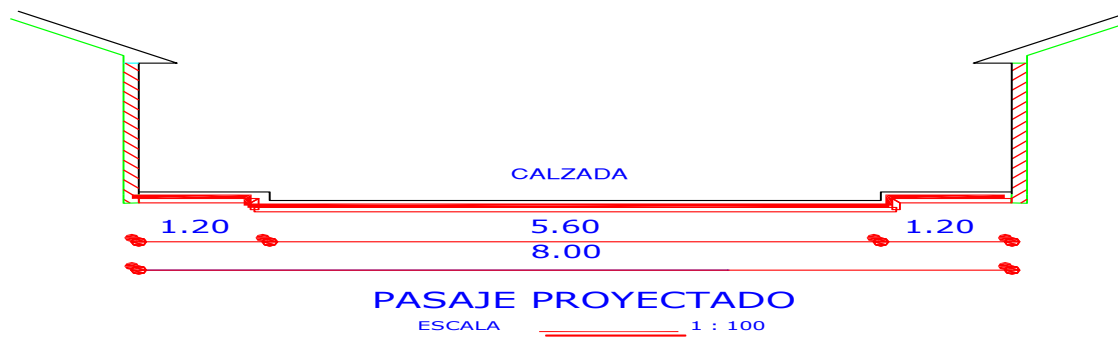 CALZADA
1.20 5.60 1.20
8.00
PASAJE PROYECTADO
ESCALA 1 : 100